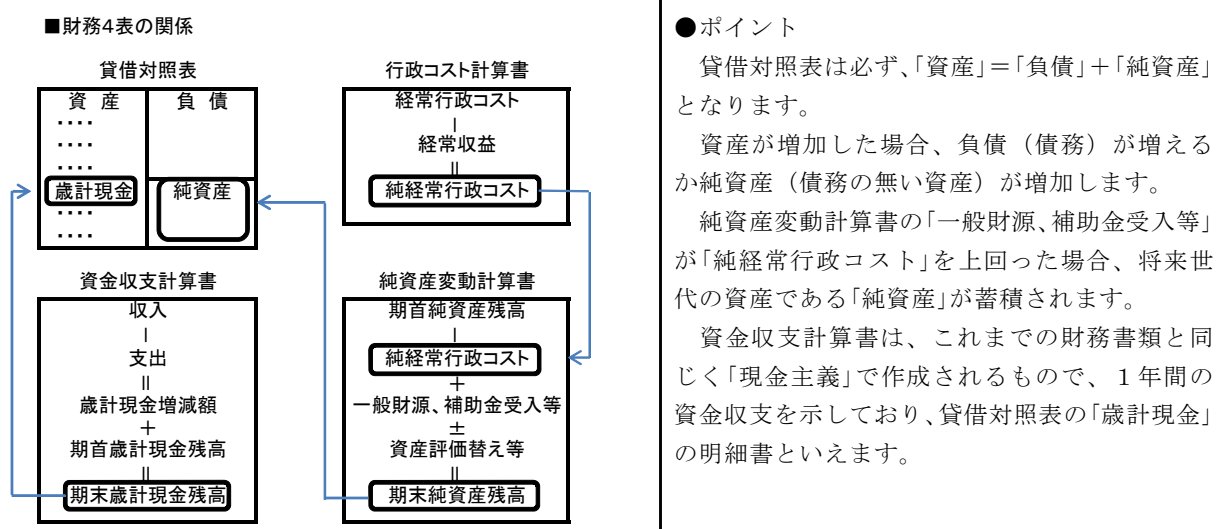 ■財務4表の関係
貸借対照表
資 産
負 債
・・・・
・・・・
・・・・
歳計現金
純資産
・・・・
・・・・
行政コスト計算書
経常行政コスト
－
経常収益
＝
純経常行政コスト
資金収支計算書
収入
－
支出
＝
歳計現金増減額
＋
期首歳計現金残高
＝
期末歳計現金残高
純資産変動計算書
期首純資産残高
－
純経常行政コスト
＋
一般財源、補助金受入等
±
資産評価替え等
＝
期末純資産残高
●ポイント
貸借対照表は必ず、「資産」＝「負債」＋「純資産」
となります。
資産が増加した場合、負債（債務）が増える
か純資産（債務の無い資産）が増加します。
純資産変動計算書の「一般財源、補助金受入等」
が「純経常行政コスト」を上回った場合、将来世
代の資産である「純資産」が蓄積されます。
資金収支計算書は、これまでの財務書類と同
じく「現金主義」で作成されるもので、１年間の
資金収支を示しており、貸借対照表の「歳計現金」
の明細書といえます。